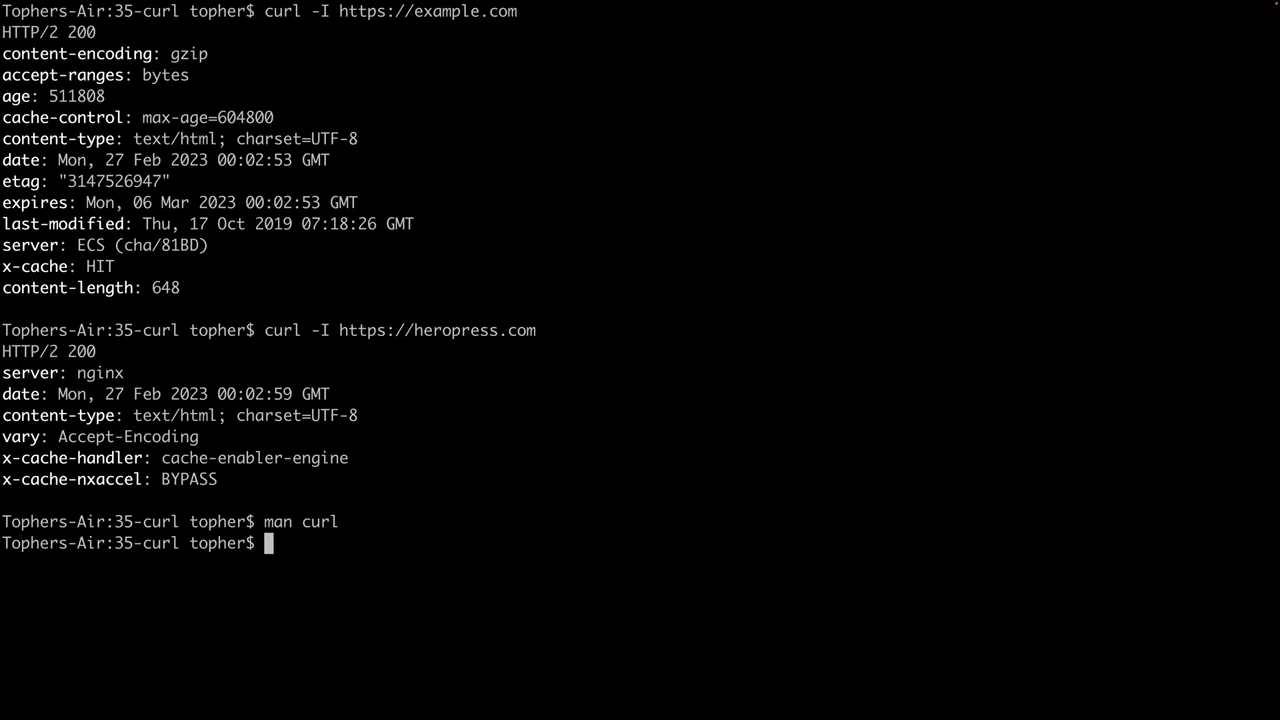 Tophers-Air:35-curl topher$ curl -I https://example.com
HTTP/2 200
content-encoding: gzip
accept-ranges: bytes
age: 511808
cache-control: max-age=604800
content-type: text/html; charset=UTF-8
date: Mon, 27 Feb 2023 00:02:53 GMT
etag: "3147526947"
expires: Mon, 06 Mar 2023 00:02:53 GMT
last-modified: Thu, 17 Oct 2019 07:18:26 GMT
server: ECS (cha/81BD)
x-cache: HIT
content-length: 648
Tophers-Air:35-curl topher$ curl -I https://heropress.com
HTTP/2 200
server: nginx
date: Mon, 27 Feb 2023 00:02:59 GMT
content-type: text/html; charset=UTF-8
vary: Accept-Encoding
x-cache-handler: cache-enabler-engine
x-cache-nxaccel: BYPASS
Tophers-Air:35-curl topher$ man curl
Tophers-Air:35-curl topher$